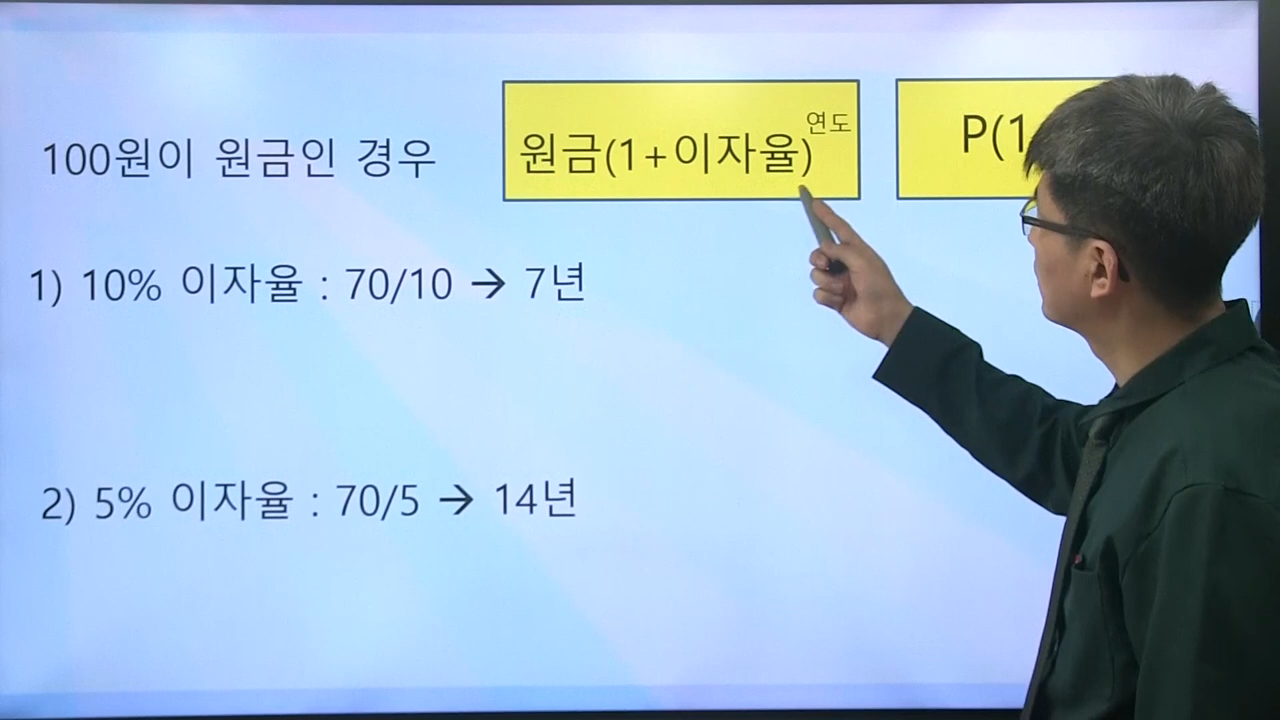 100원이 원금인 경우
원금(1+이자율)연도
P(1
1) 10% 이자율 : 70/10 → 7년
2) 5% 이자율 : 70/5 → 14년